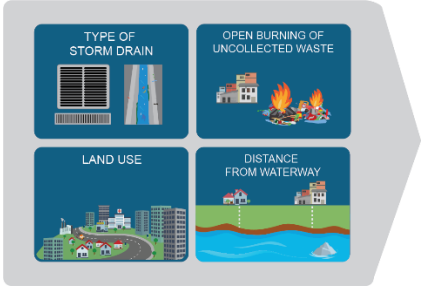 TYPE OF
STORM DRAIN
OPEN BURNING OF
UNCOLLECTED WASTE
LAND USE
DISTANCE
FROM WATERWAY